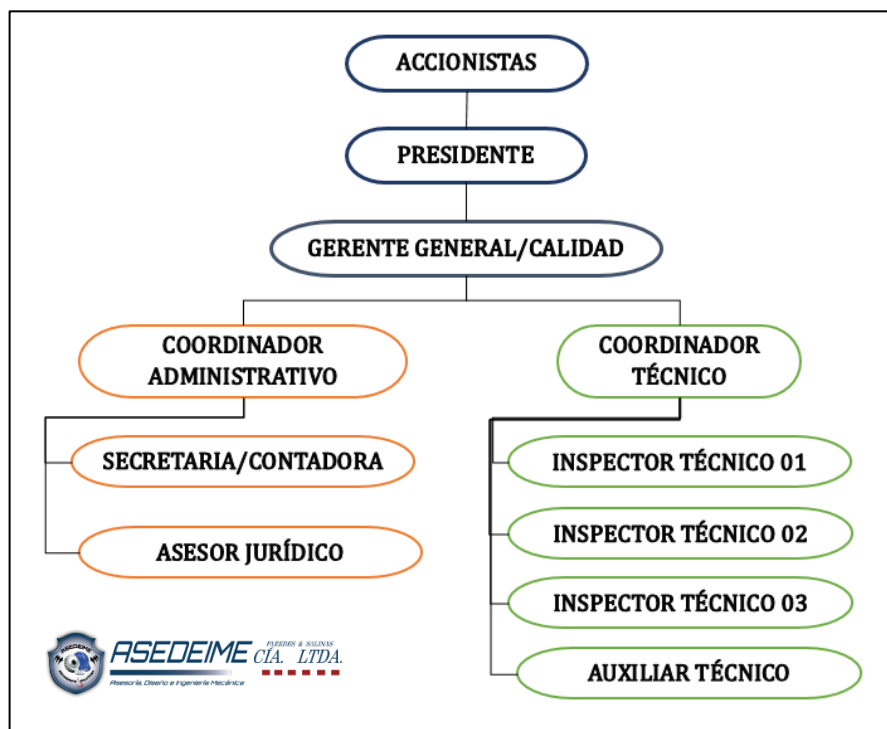 ACCIONISTAS
PRESIDENTE
GERENTE GENERAL/CALIDAD
COORDINADOR
ADMINISTRATIVO
SECRETARIA/CONTADORA
ASESOR JURÍDICO
COORDINADOR
TÉCNICO
INSPECTOR TÉCNICO 01
INSPECTOR TÉCNICO 02
INSPECTOR TÉCNICO 03
AUXILIAR TÉCNICO
ASEDEIME
ASEDEIME
PAREDES & SALINAS
CÍA. LTDA.
Asesoría, Diseño e Ingeniería Mecánica